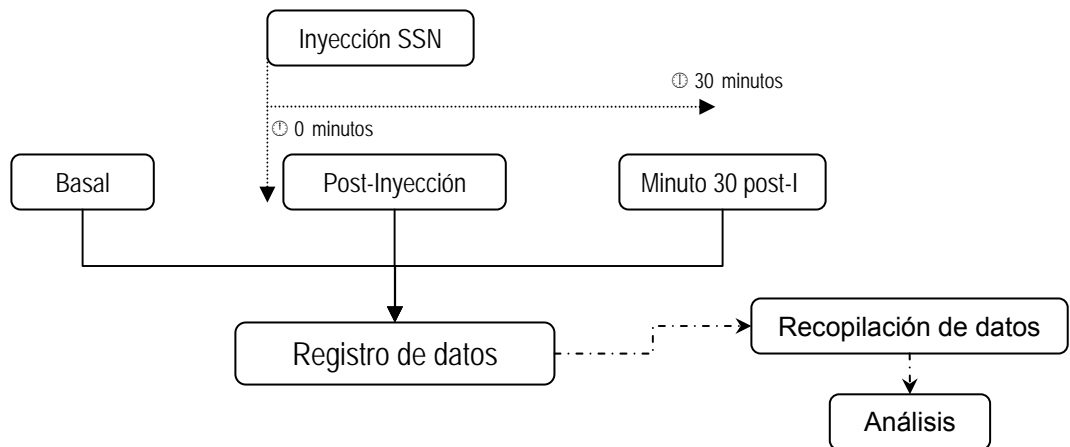 Inyección SSN
🕕 30 minutos
🕛 0 minutos
Basal
Post-Inyección
Minuto 30 post-I
Registro de datos
Recopilación de datos
Análisis